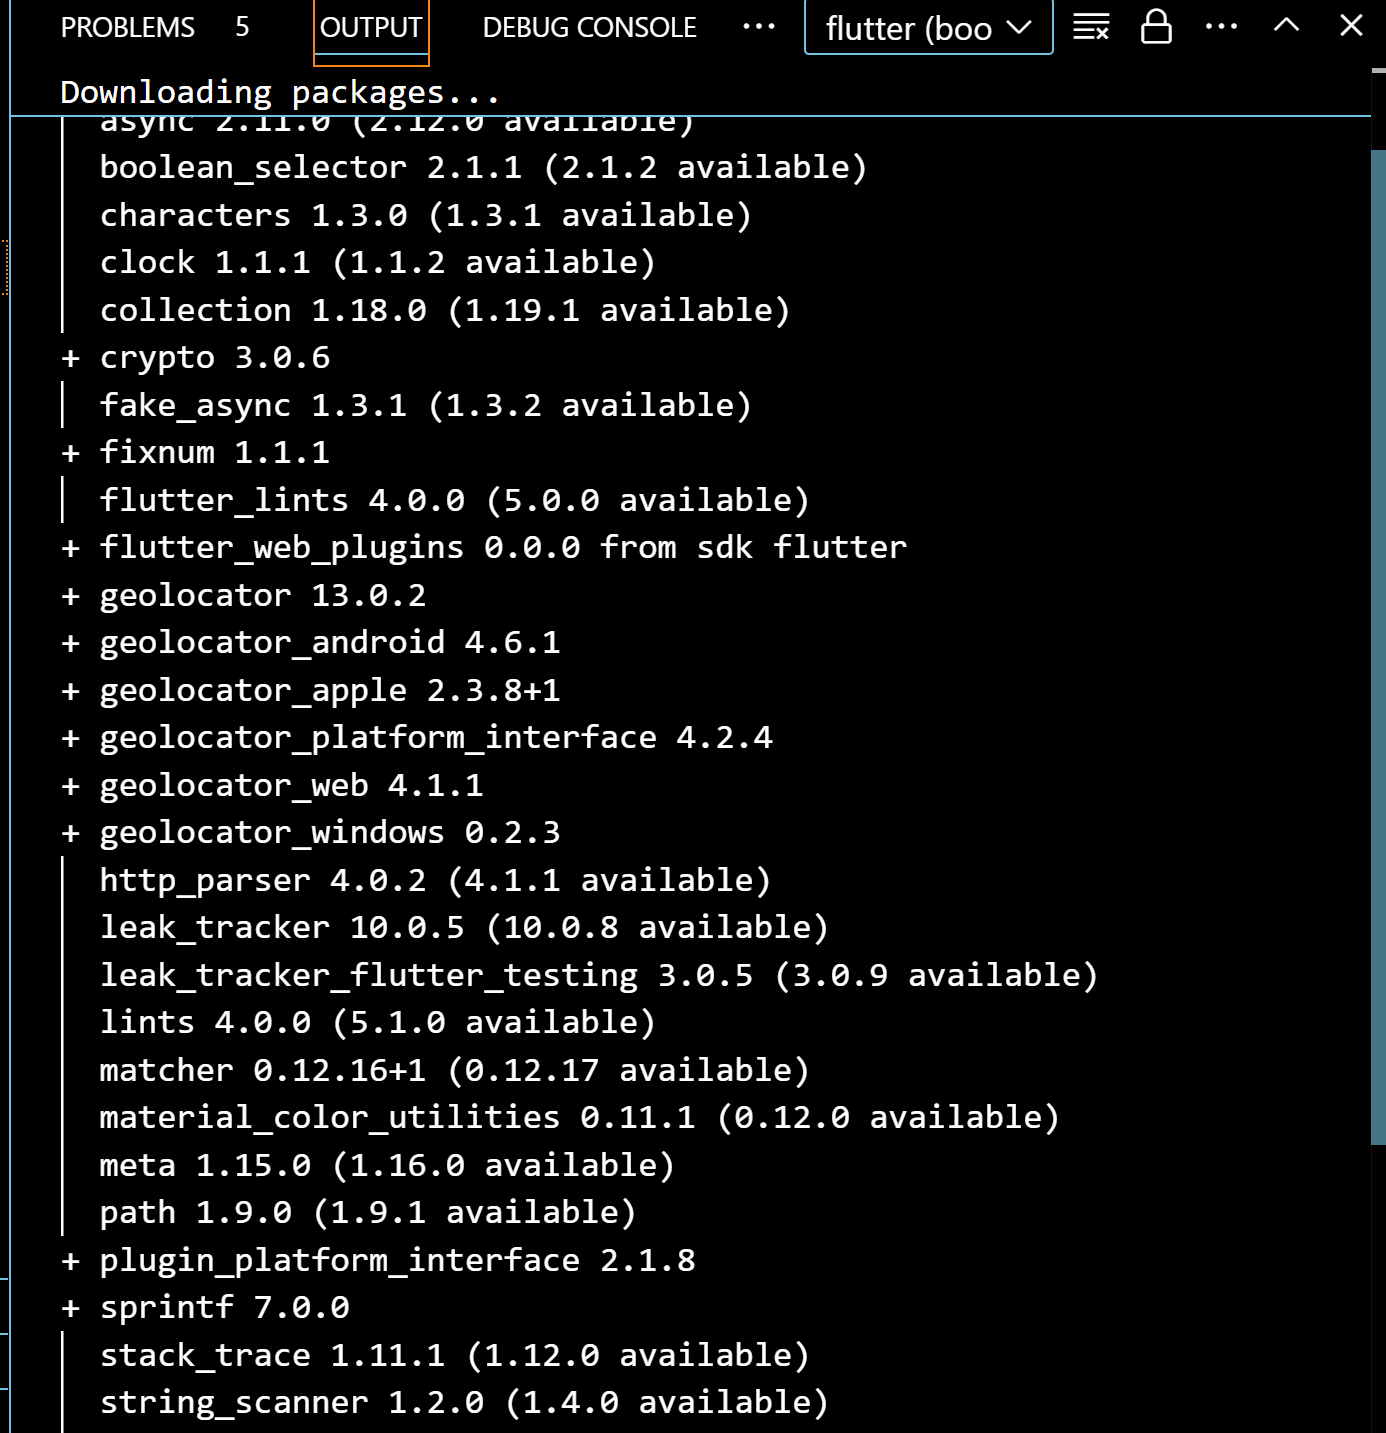 PROBLEMS 5 OUTPUT DEBUG CONSOLE ... flutter (boo ...
Downloading packages...
async 2.11.0 (2.12.0 available)
boolean_selector 2.1.1 (2.1.2 available)
characters 1.3.0 (1.3.1 available)
clock 1.1.1 (1.1.2 available)
collection 1.18.0 (1.19.1 available)
+ crypto 3.0.6
fake_async 1.3.1 (1.3.2 available)
+ fixnum 1.1.1
flutter_lints 4.0.0 (5.0.0 available)
+ flutter_web_plugins 0.0.0 from sdk flutter
+ geolocator 13.0.2
+ geolocator_android 4.6.1
+ geolocator_apple 2.3.8+1
+ geolocator_platform_interface 4.2.4
+ geolocator_web 4.1.1
+ geolocator_windows 0.2.3
http_parser 4.0.2 (4.1.1 available)
leak_tracker 10.0.5 (10.0.8 available)
leak_tracker_flutter_testing 3.0.5 (3.0.9 available)
lints 4.0.0 (5.1.0 available)
matcher 0.12.16+1 (0.12.17 available)
material_color_utilities 0.11.1 (0.12.0 available)
meta 1.15.0 (1.16.0 available)
path 1.9.0 (1.9.1 available)
+ plugin_platform_interface 2.1.8
+ sprintf 7.0.0
stack_trace 1.11.1 (1.12.0 available)
string_scanner 1.2.0 (1.4.0 available)